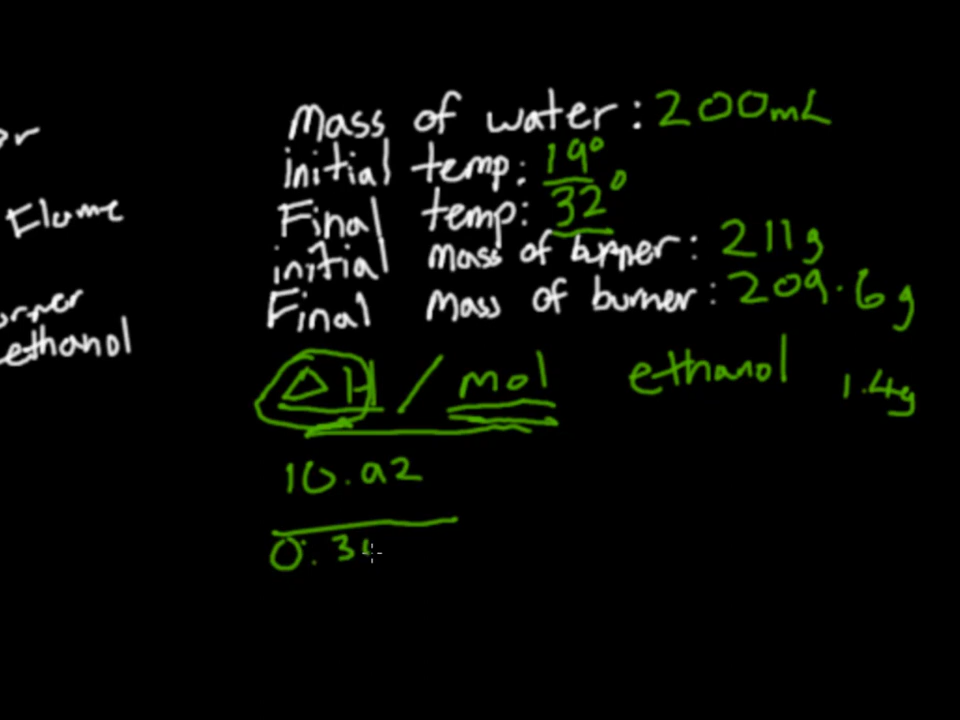 Mass of water: 200mL
initial temp: 19°
Flame
Final temp: 32°
initial mass of burner: 211g
Final Mass of burner: 209.6g
ethanol
ΔH / mol ethanol 1.4g
10.92
0.3